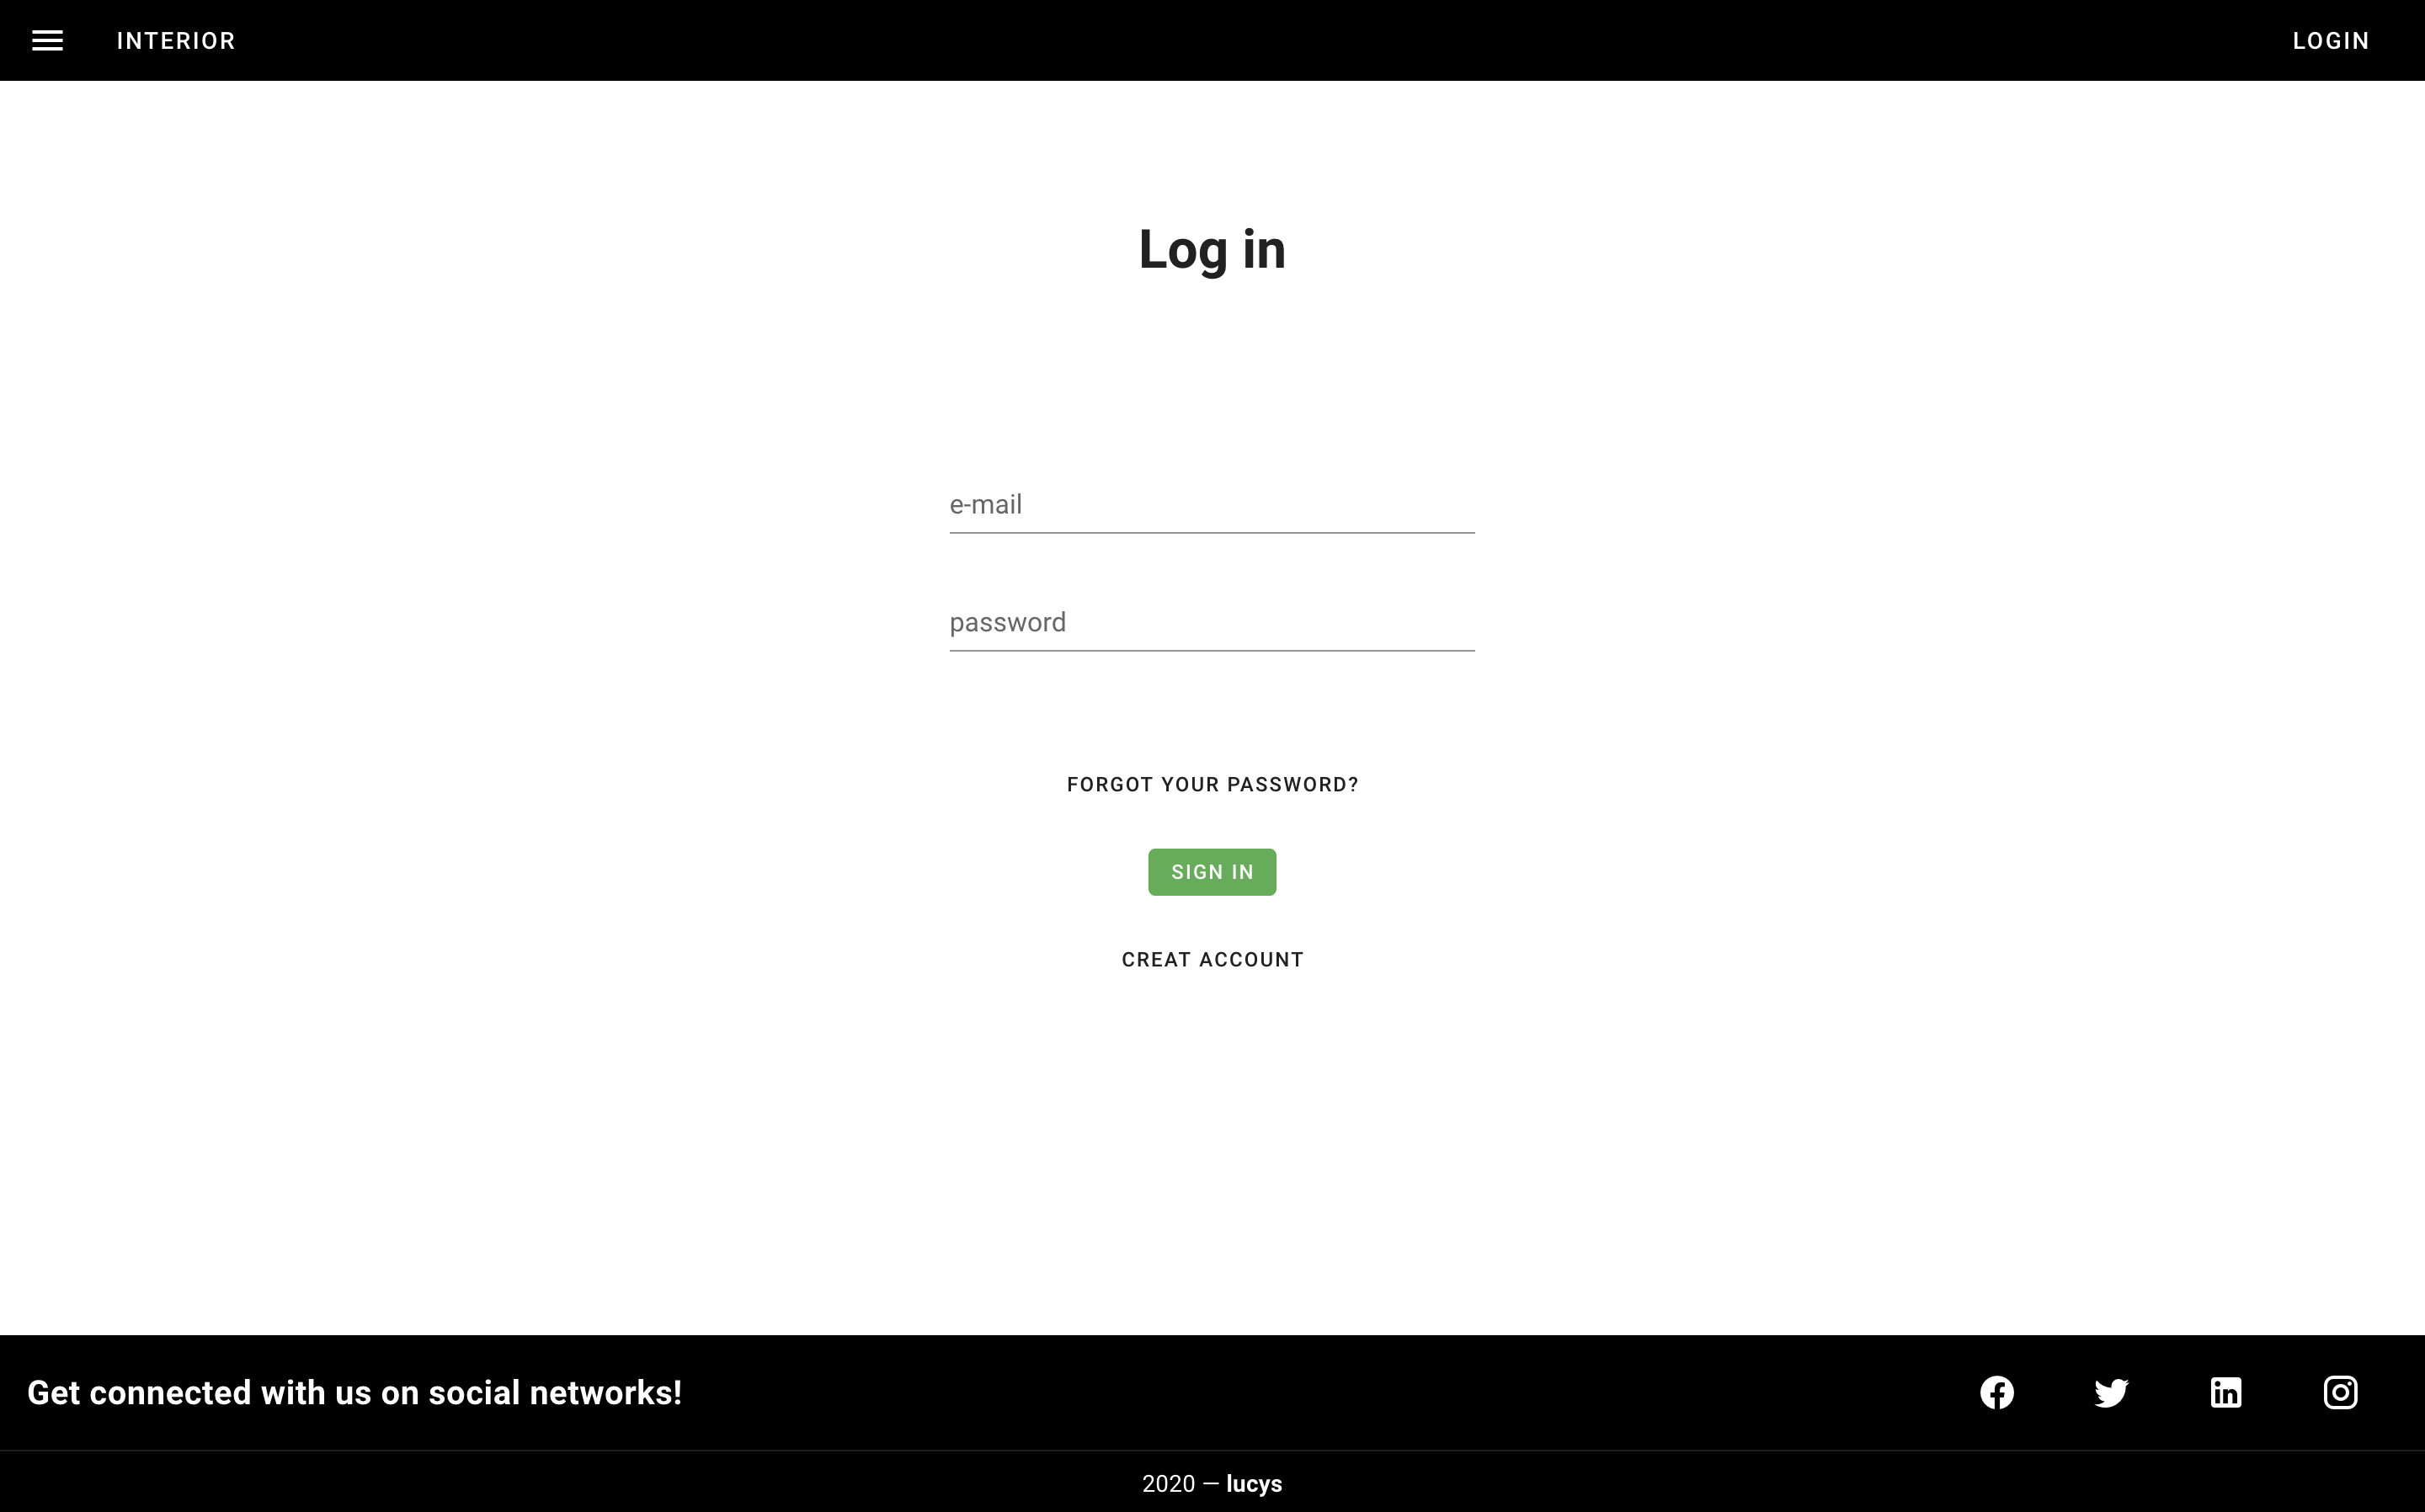 INTERIOR
LOGIN
Log in
e-mail
password
FORGOT YOUR PASSWORD?
SIGN IN
CREAT ACCOUNT
Get connected with us on social networks!
2020 — lucys